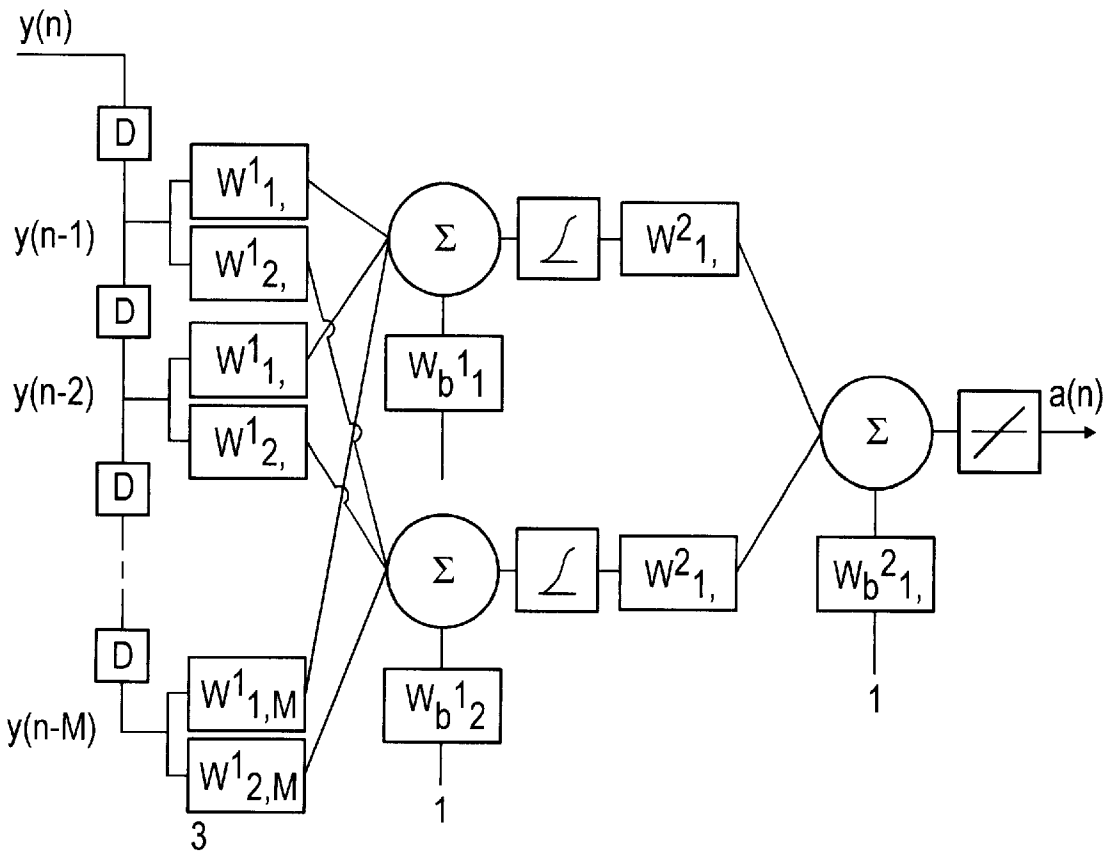 y(n)
D
W¹₁,
y(n-1)
W¹₂,
Σ
W²₁,
D
W¹₁,
W_b¹₁
y(n-2)
W¹₂,
a(n)
Σ
D
Σ
W²₁,
W_b²₁,
D
W¹₁,M
W_b¹₂
1
y(n-M)
W¹₂,M
1
3